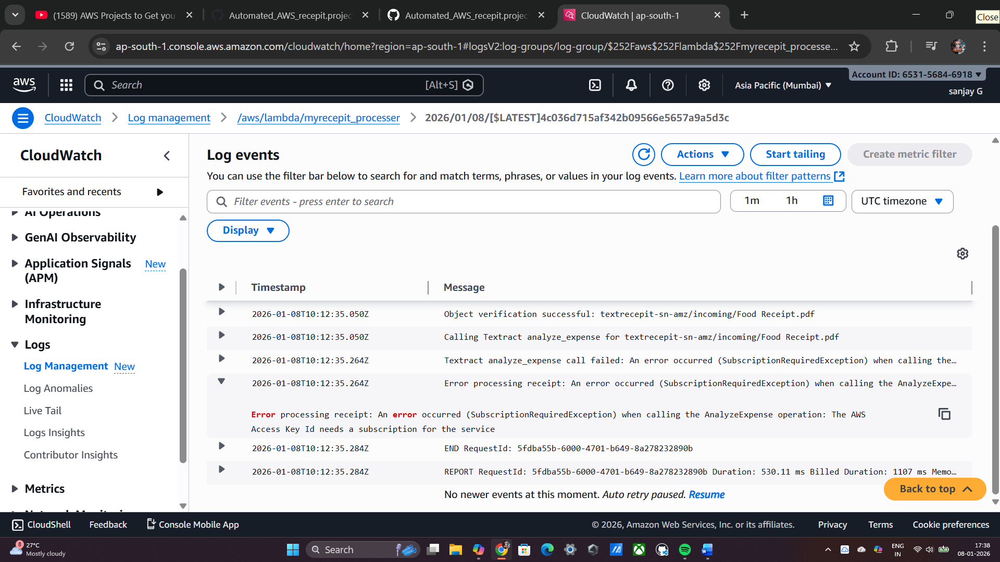 (1589) AWS Projects to Get you
Automated_AWS_recepit.projec
Automated_AWS_recepit.projec
CloudWatch | ap-south-1
Close
ap-south-1.console.aws.amazon.com/cloudwatch/home?region=ap-south-1#logsV2:log-groups/log-group/$252Faws$252Flambda$252Fmyrecepit_processe...
aws
Search
[Alt+S]
Asia Pacific (Mumbai)
Account ID: 6531-5684-6918
sanjay G
CloudWatch
Log management
/aws/lambda/myrecepit_processer
2026/01/08/[$LATEST]4c036d715af342b09566e5657a9a5d3c
CloudWatch
Favorites and recents
AI Operations
GenAI Observability
Application Signals
(APM)
New
Infrastructure
Monitoring
Logs
Log Management New
Log Anomalies
Live Tail
Logs Insights
Contributor Insights
Metrics
Log events
Actions
Start tailing
Create metric filter
You can use the filter bar below to search for and match terms, phrases, or values in your log events. Learn more about filter patterns
Filter events - press enter to search
1m
1h
UTC timezone
Display
Timestamp
Message
2026-01-08T10:12:35.050Z Object verification successful: textrecepit-sn-amz/incoming/Food Receipt.pdf
2026-01-08T10:12:35.050Z Calling Textract analyze_expense for textrecepit-sn-amz/incoming/Food Receipt.pdf
2026-01-08T10:12:35.264Z Textract analyze_expense call failed: An error occurred (SubscriptionRequiredException) when calling the…
2026-01-08T10:12:35.264Z Error processing receipt: An error occurred (SubscriptionRequiredException) when calling the AnalyzeExpe…
Error processing receipt: An error occurred (SubscriptionRequiredException) when calling the AnalyzeExpense operation: The AWS
Access Key Id needs a subscription for the service
2026-01-08T10:12:35.284Z END RequestId: 5fdba55b-6000-4701-b649-8a278232890b
2026-01-08T10:12:35.284Z REPORT RequestId: 5fdba55b-6000-4701-b649-8a278232890b Duration: 530.11 ms Billed Duration: 1107 ms Memo…
No newer events at this moment. Auto retry paused. Resume
Back to top
CloudShell
Feedback
Console Mobile App
© 2026, Amazon Web Services, Inc. or its affiliates.
Privacy
Terms
Cookie preferences
8
27°C
Mostly cloudy
Search
ENG
IN
17:38
08-01-2026